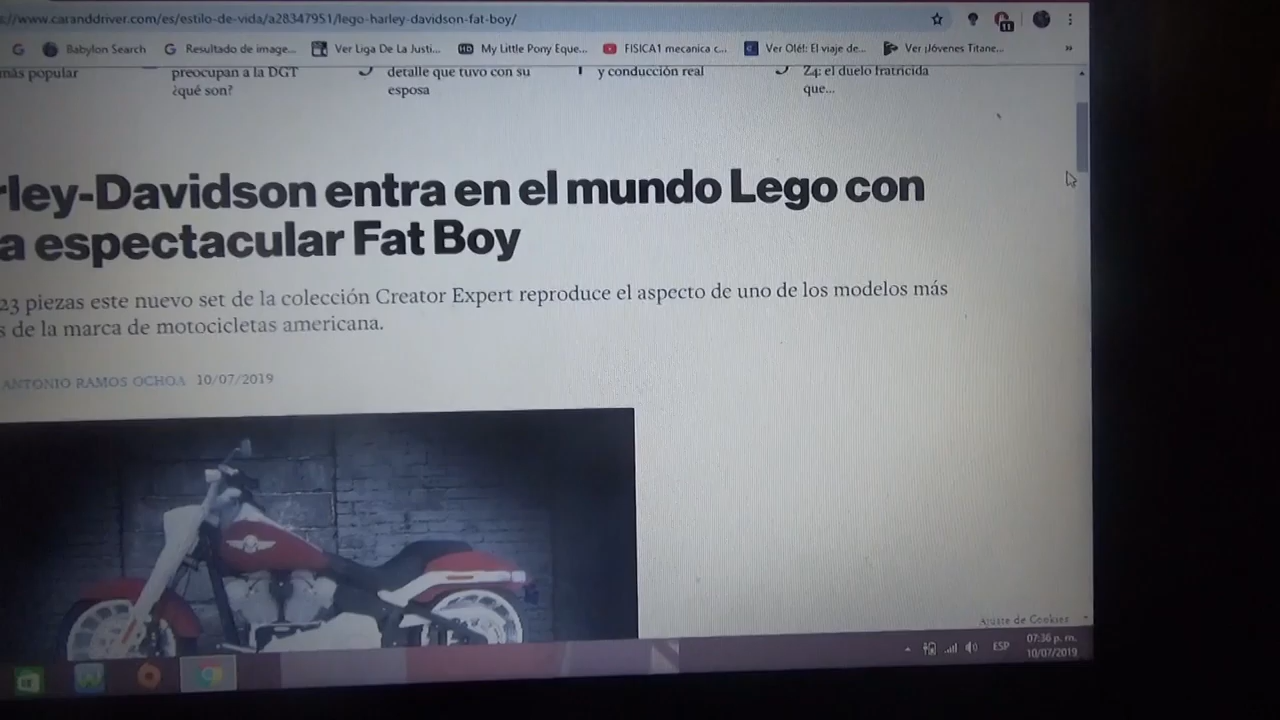 ://www.caranddriver.com/es/estilo-de-vida/a28347951/lego-harley-davidson-fat-boy/
Babylon Search Resultado de image... Ver Liga De La Justi... My Little Pony Eque... FISICA1 mecanica c... Ver Olé!: El viaje de... Ver ¡Jóvenes Titane... »
más popular
preocupan a la DGT
¿qué son?
detalle que tuvo con su
esposa
y conducción real
Z4: el duelo fratricida
que...
rley-Davidson entra en el mundo Lego con
a espectacular Fat Boy
23 piezas este nuevo set de la colección Creator Expert reproduce el aspecto de uno de los modelos más
s de la marca de motocicletas americana.
ANTONIO RAMOS OCHOA 10/07/2019
Ajuste de Cookies
ESP
07:36 p. m.
10/07/2019